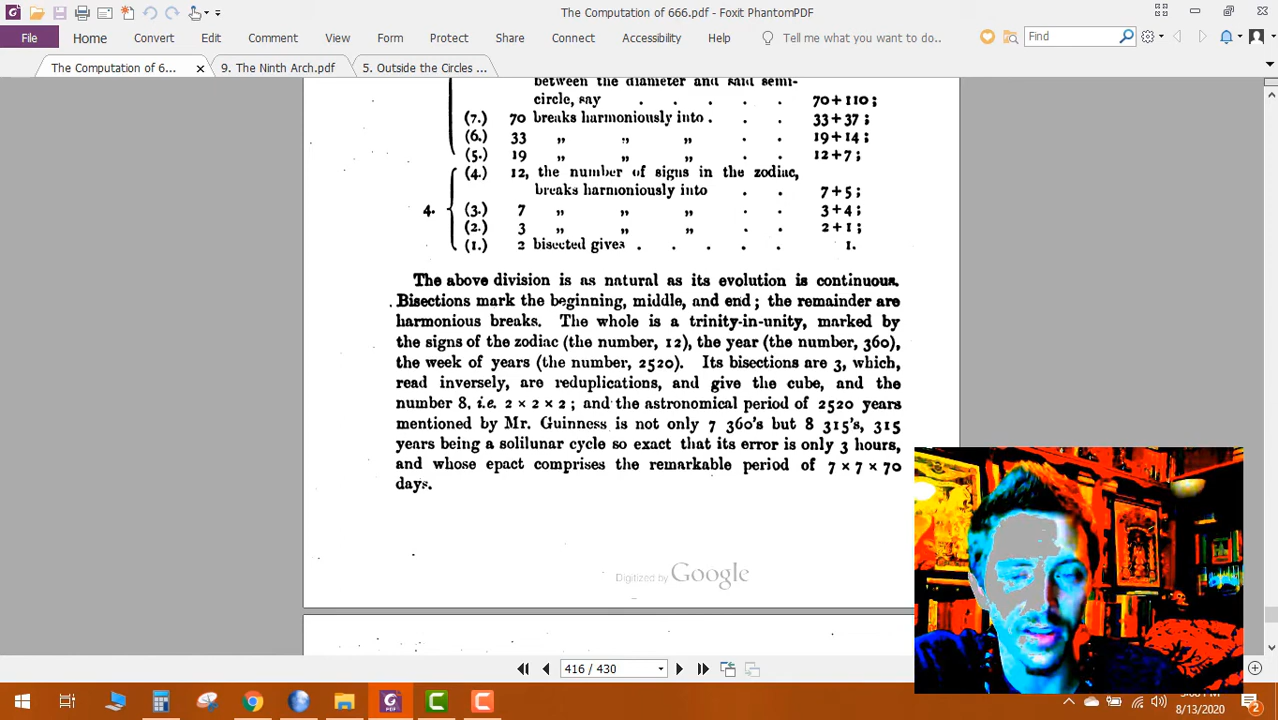 The Computation of 666.pdf - Foxit PhantomPDF
File Home Convert Edit Comment View Form Protect Share Connect Accessibility Help Tell me what you want to do.. Find
The Computation of 6... 9. The Ninth Arch.pdf 5. Outside the Circles ...
between the diameter and said semi-
circle, say . . . . . 70+110;
(7.) 70 breaks harmoniously into . . . 33+37;
(6.) 33 „ „ „ . . 19+14;
(5.) 19 „ „ „ . . 12+7;
(4.) 12, the number of signs in the zodiac,
breaks harmoniously into . . 7+5;
4. (3.) 7 „ „ „ . . 3+4;
(2.) 3 „ „ „ . . 2+1;
(1.) 2 bisected gives . . . . . 1.
The above division is as natural as its evolution is continuous.
Bisections mark the beginning, middle, and end; the remainder are
harmonious breaks. The whole is a trinity-in-unity, marked by
the signs of the zodiac (the number, 12), the year (the number, 360),
the week of years (the number, 2520). Its bisections are 3, which,
read inversely, are reduplications, and give the cube, and the
number 8, i.e. 2 × 2 × 2; and the astronomical period of 2520 years
mentioned by Mr. Guinness is not only 7 360's but 8 315's, 315
years being a solilunar cycle so exact that its error is only 3 hours,
and whose epact comprises the remarkable period of 7 × 7 × 70
days.
Digitized by Google
416 / 430
8/13/2020
2